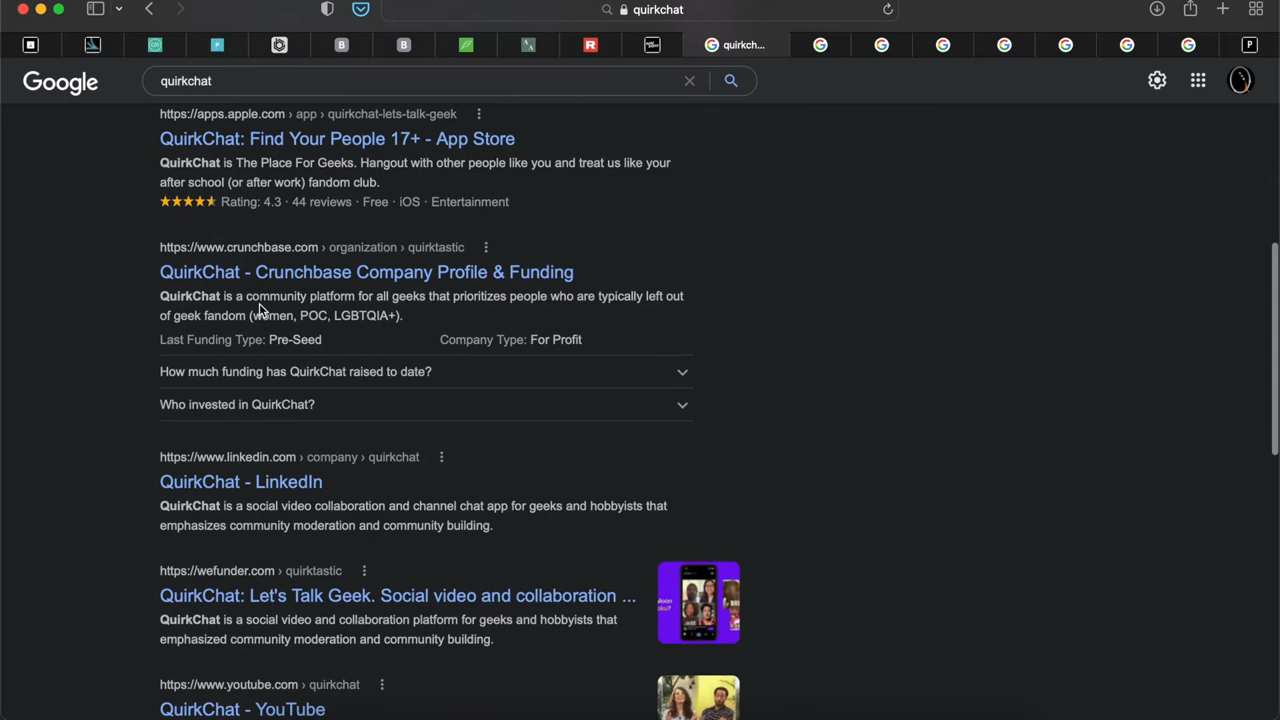 quirkchat
quirkch...
Google
quirkchat
https://apps.apple.com › app › quirkchat-lets-talk-geek
QuirkChat: Find Your People 17+ - App Store
QuirkChat is The Place For Geeks. Hangout with other people like you and treat us like your
after school (or after work) fandom club.
Rating: 4.3 · 44 reviews · Free · iOS · Entertainment
https://www.crunchbase.com › organization › quirktastic
QuirkChat - Crunchbase Company Profile & Funding
QuirkChat is a community platform for all geeks that prioritizes people who are typically left out
of geek fandom (women, POC, LGBTQIA+).
Last Funding Type: Pre-Seed
Company Type: For Profit
How much funding has QuirkChat raised to date?
Who invested in QuirkChat?
https://www.linkedin.com › company › quirkchat
QuirkChat - LinkedIn
QuirkChat is a social video collaboration and channel chat app for geeks and hobbyists that
emphasizes community moderation and community building.
https://wefunder.com › quirktastic
QuirkChat: Let's Talk Geek. Social video and collaboration ...
QuirkChat is a social video and collaboration platform for geeks and hobbyists that
emphasized community moderation and community building.
https://www.youtube.com › quirkchat
QuirkChat - YouTube